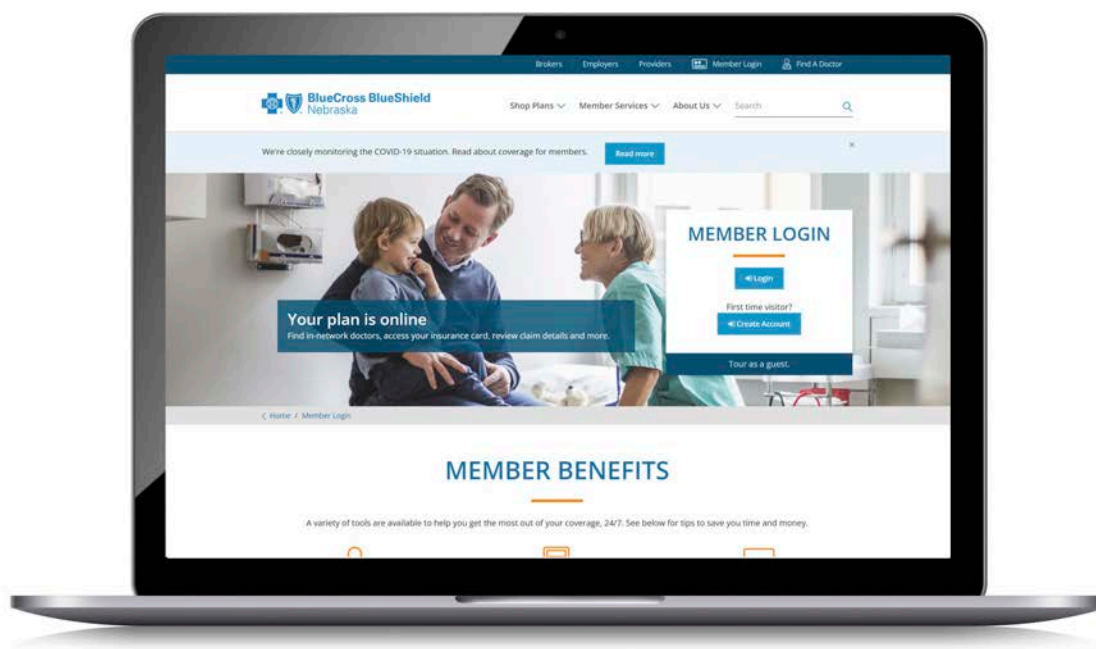 Brokers Employers Providers Member Login Find A Doctor
BlueCross BlueShield
Nebraska
Shop Plans Member Services About Us Search
We're closely monitoring the COVID-19 situation. Read about coverage for members. Read more
MEMBER LOGIN
Login
First time visitor?
Create Account
Tour as a guest.
Your plan is online
Find in-network doctors, access your insurance card, review claim details and more.
Home / Member Login
MEMBER BENEFITS
A variety of tools are available to help you get the most out of your coverage, 24/7. See below for tips to save you time and money.